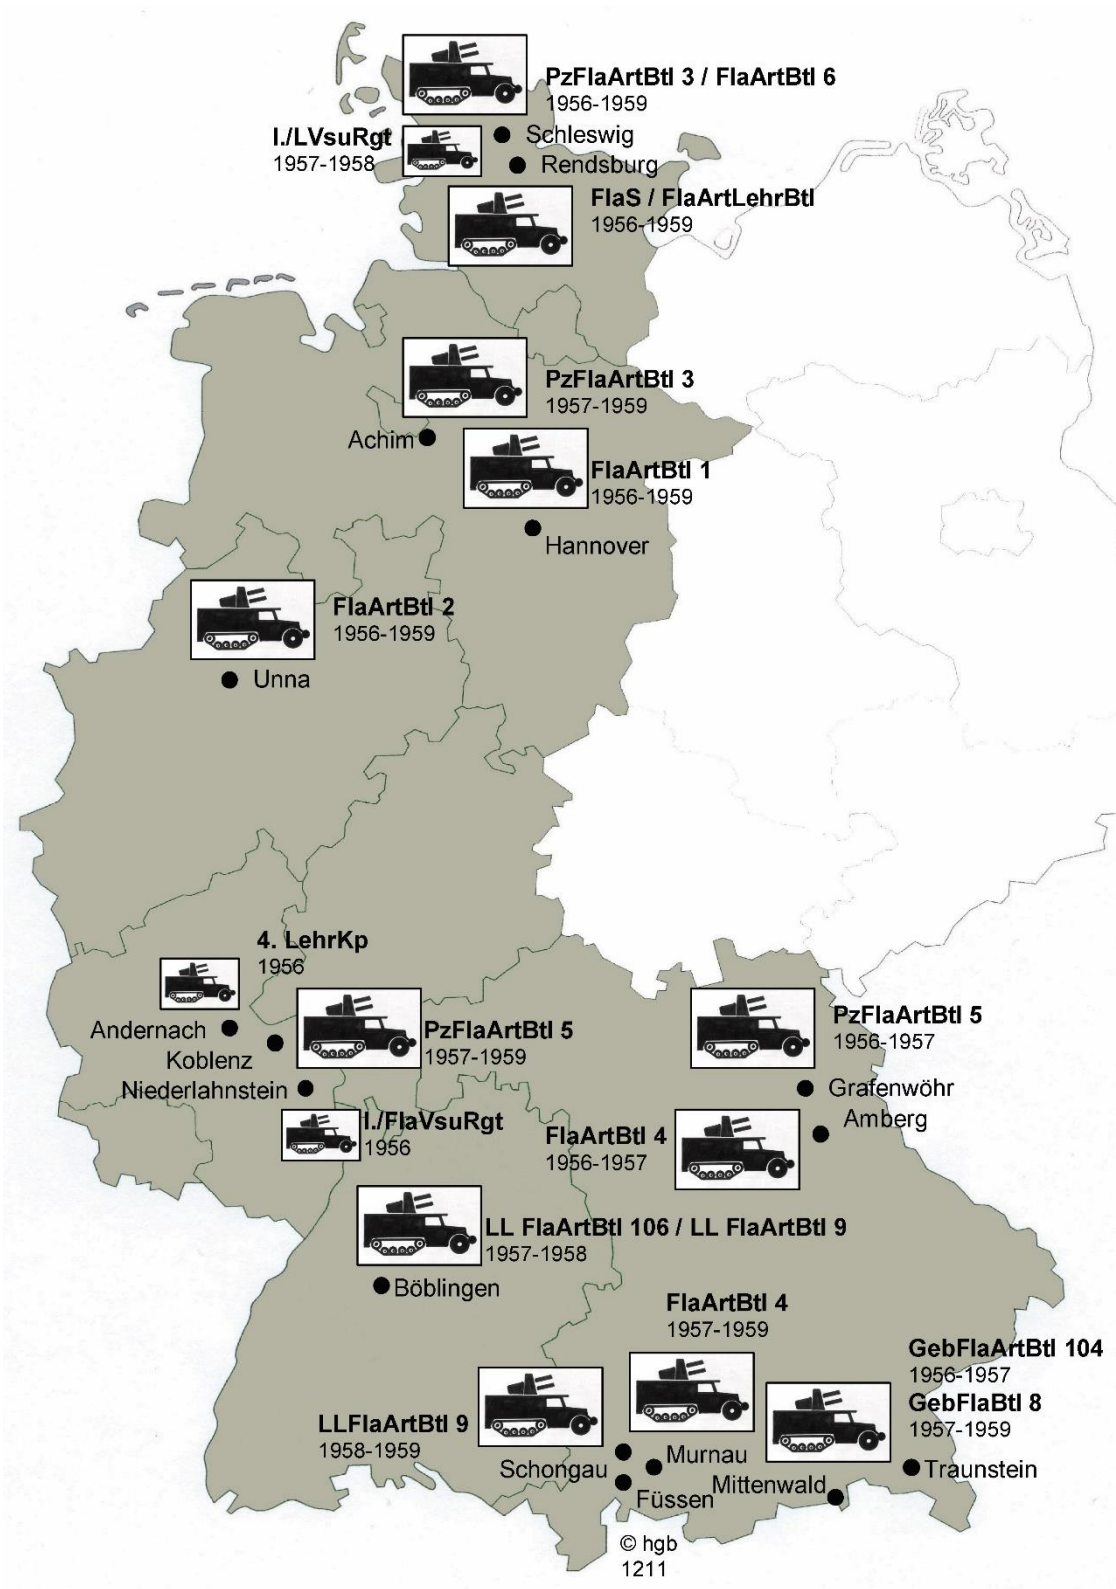 PzFlaArtBtl 3 / FlaArtBtl 6
1956-1959
Schleswig
I./LVsuRgt
1957-1958
Rendsburg
FlaS / FlaArtLehrBtl
1956-1959
PzFlaArtBtl 3
1957-1959
Achim
FlaArtBtl 1
1956-1959
Hannover
FlaArtBtl 2
1956-1959
Unna
4. LehrKp
1956
Andernach
Koblenz
Niederlahnstein
PzFlaArtBtl 5
1957-1959
PzFlaArtBtl 5
1956-1957
Grafenwöhr
Amberg
I./FlaVsuRgt
1956
FlaArtBtl 4
1956-1957
LL FlaArtBtl 106 / LL FlaArtBtl 9
1957-1958
Böblingen
FlaArtBtl 4
1957-1959
GebFlaArtBtl 104
1956-1957
GebFlaBtl 8
1957-1959
LLFlaArtBtl 9
1958-1959
Schongau
Murnau
Füssen
Mittenwald
Traunstein
© hgb
1211